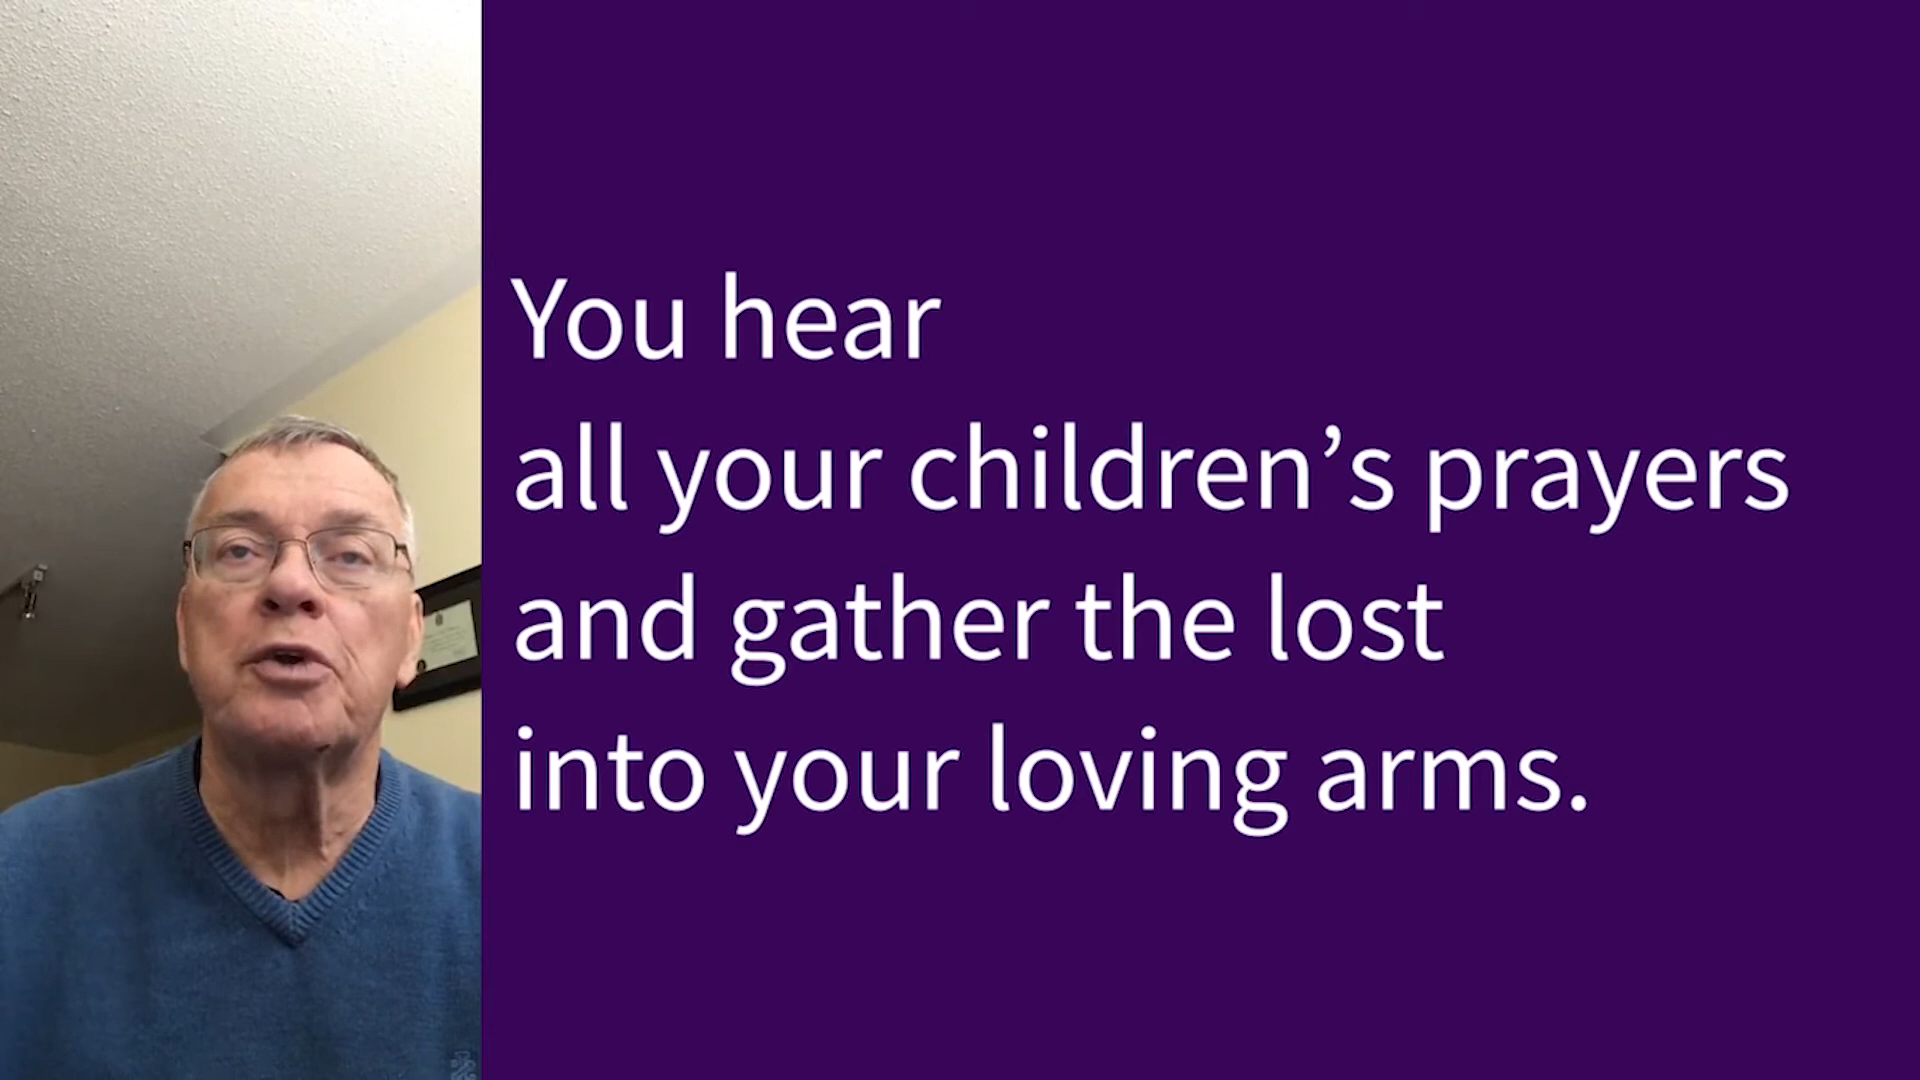 You hear
all your children’s prayers
and gather the lost
into your loving arms.